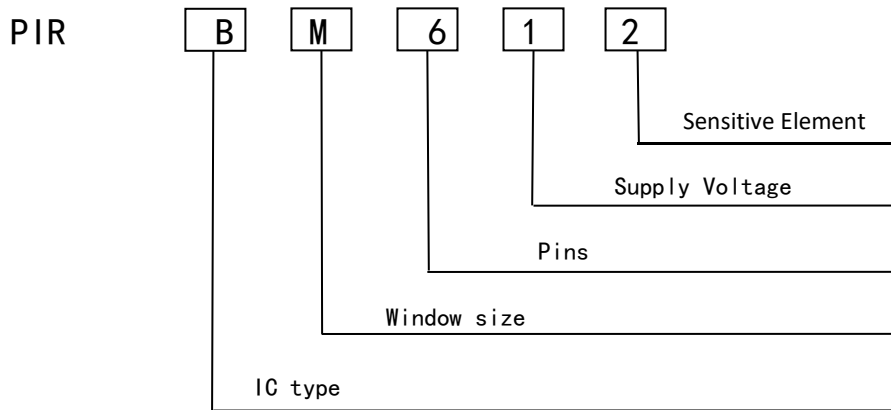 PIR B M 6 1 2
Sensitive Element
Supply Voltage
Pins
Window size
IC type